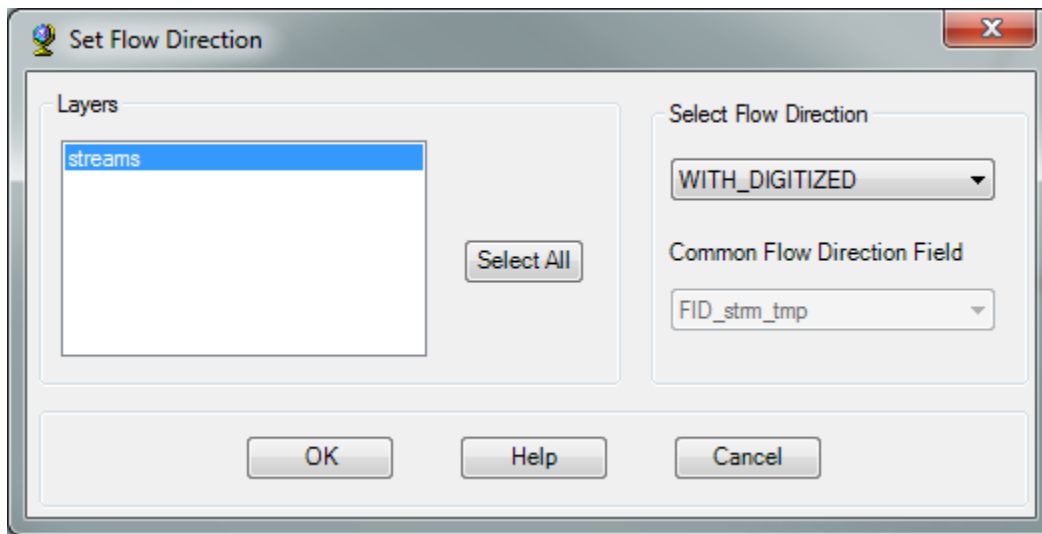 Set Flow Direction
Layers
streams
Select All
Select Flow Direction
WITH_DIGITIZED
Common Flow Direction Field
FID_strm_tmp
OK
Help
Cancel